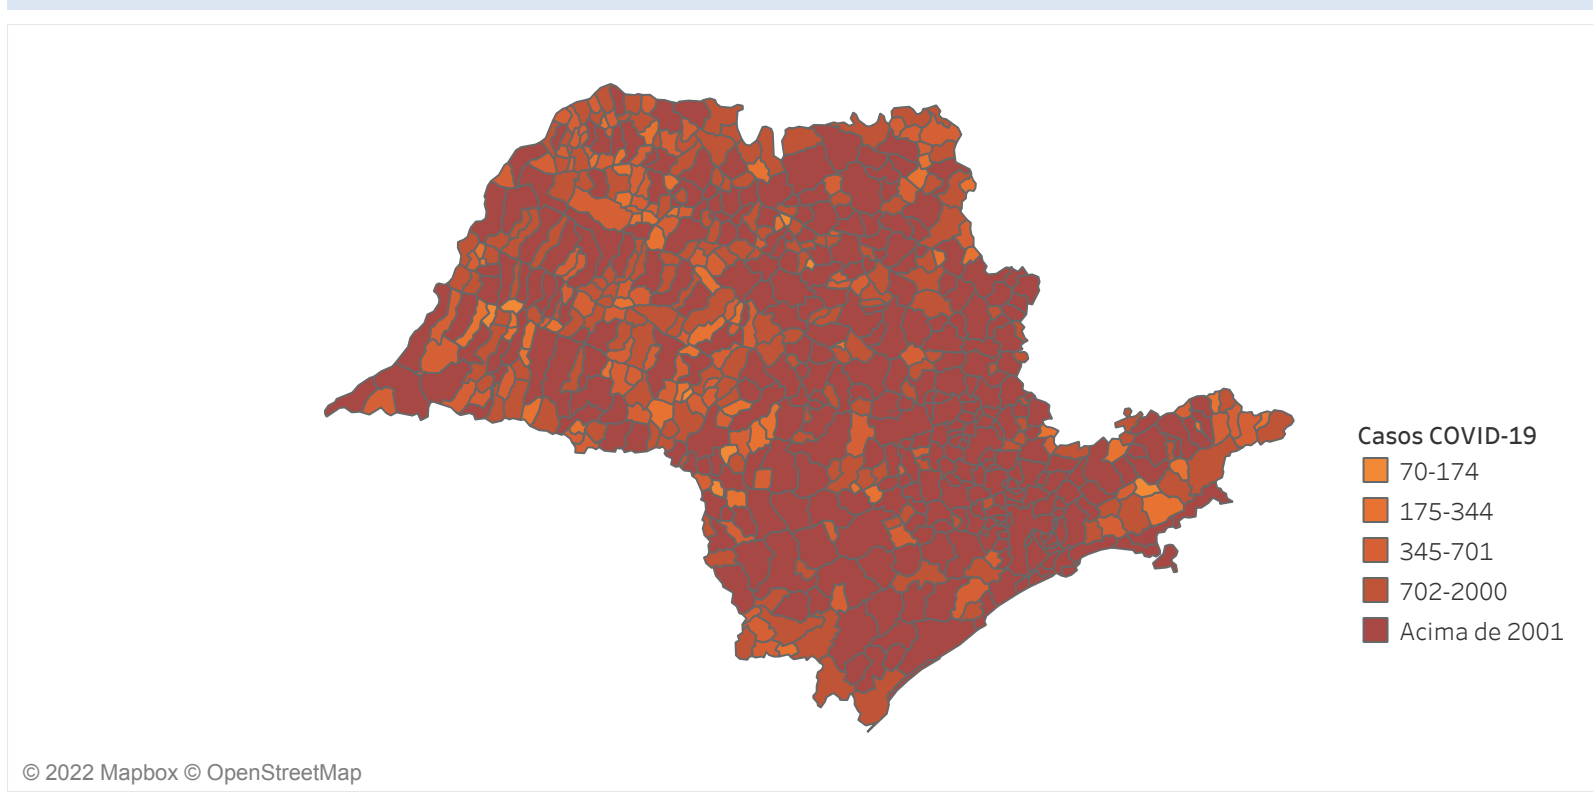 Casos COVID-19
70-174
175-344
345-701
702-2000
Acima de 2001
© 2022 Mapbox © OpenStreetMap